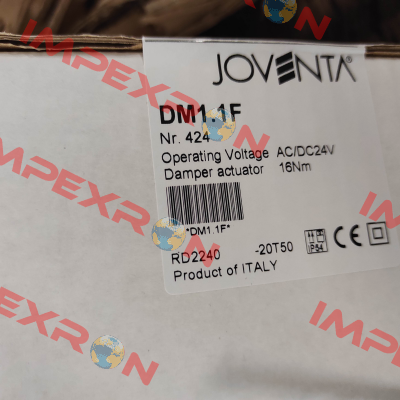 JOVENTA®
DM1.1F
Nr. 424
Operating Voltage AC/DC24V
Damper actuator 16Nm
*DM1.1F*
RD2240 -20T50 IP54 CE
Product of ITALY
IMPEXRON
IMPEXRON
IMPEXRON
IMPEXRON